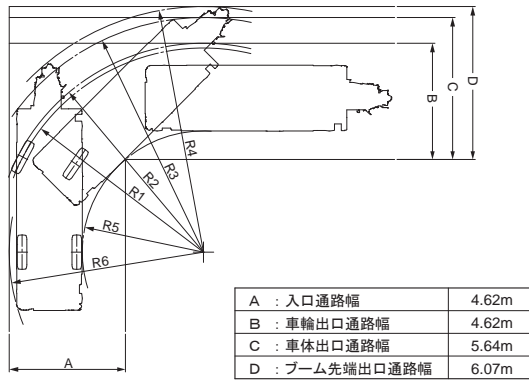 R1
R2
R3
R4
R5
R6
A
B
C
D
A ：入口通路幅 4.62m
B ：車輪出口通路幅 4.62m
C ：車体出口通路幅 5.64m
D ：ブーム先端出口通路幅 6.07m